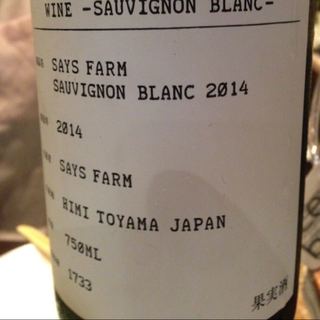 WINE -SAUVIGNON BLANC-
SAYS FARM
SAUVIGNON BLANC 2014
2014
SAYS FARM
HIMI TOYAMA JAPAN
750ML
1733
果実酒